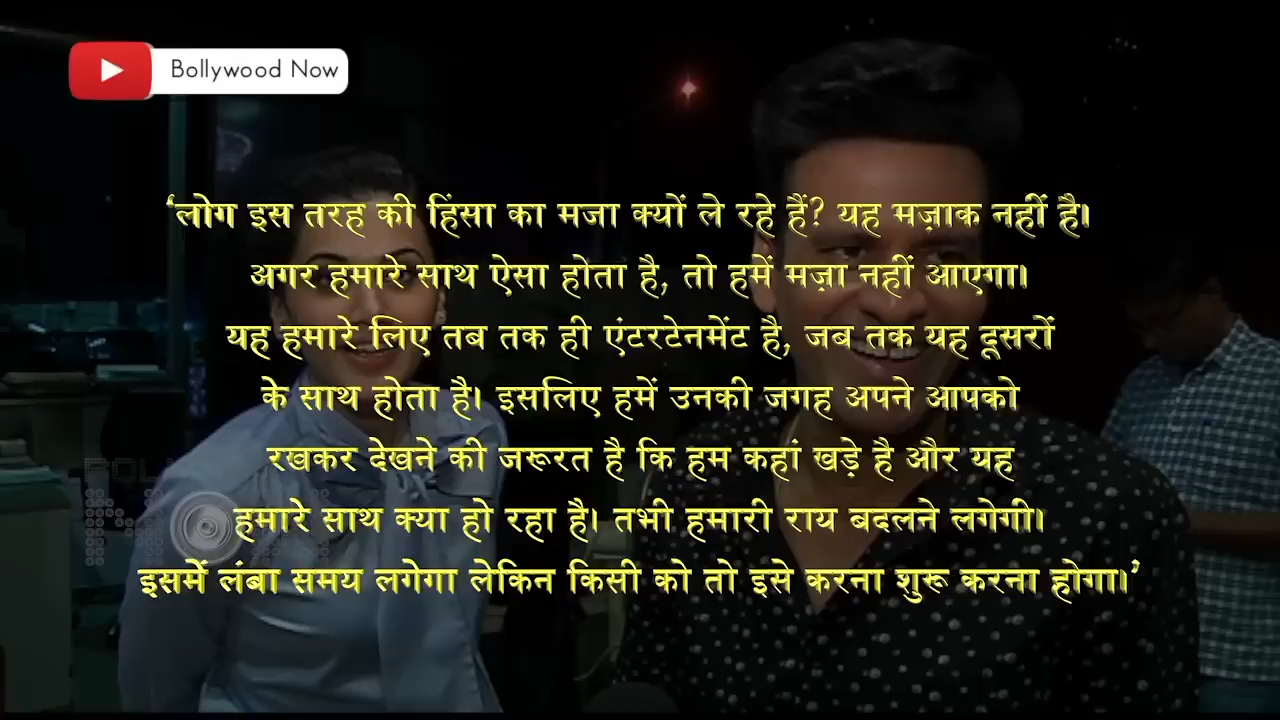 Bollywood Now
‘लोग इस तरह की हिंसा का मजा क्यों ले रहे हैं? यह मज़ाक नहीं है।
अगर हमारे साथ ऐसा होता है, तो हमें मज़ा नहीं आएगा।
यह हमारे लिए तब तक ही एंटरटेनमेंट है, जब तक यह दूसरों
के साथ होता है। इसलिए हमें उनकी जगह अपने आपको
रखकर देखने की जरूरत है कि हम कहां खड़े है और यह
हमारे साथ क्या हो रहा है। तभी हमारी राय बदलने लगेगी।
इसमें लंबा समय लगेगा लेकिन किसी को तो इसे करना शुरू करना होगा।’